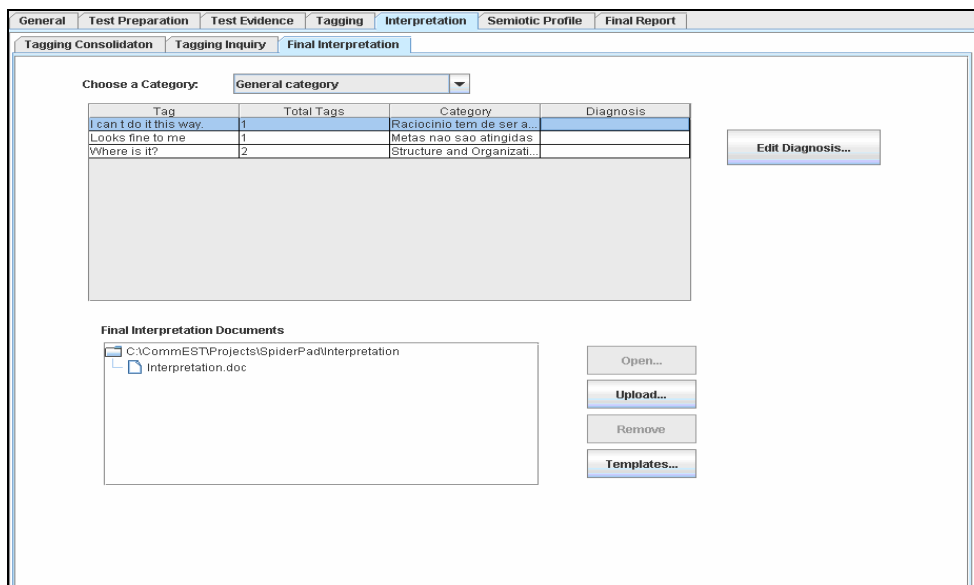 General Test Preparation Test Evidence Tagging Interpretation Semiotic Profile Final Report
Tagging Consolidaton Tagging Inquiry Final Interpretation
Choose a Category: General category
Tag Total Tags Category Diagnosis
I can t do it this way. 1 Raciocinio tem de ser a...
Looks fine to me 1 Metas nao sao atingidas
Where is it? 2 Structure and Organizati...
Edit Diagnosis...
Final Interpretation Documents
C:\CommEST\Projects\SpiderPad\Interpretation
Interpretation.doc
Open...
Upload...
Remove
Templates...